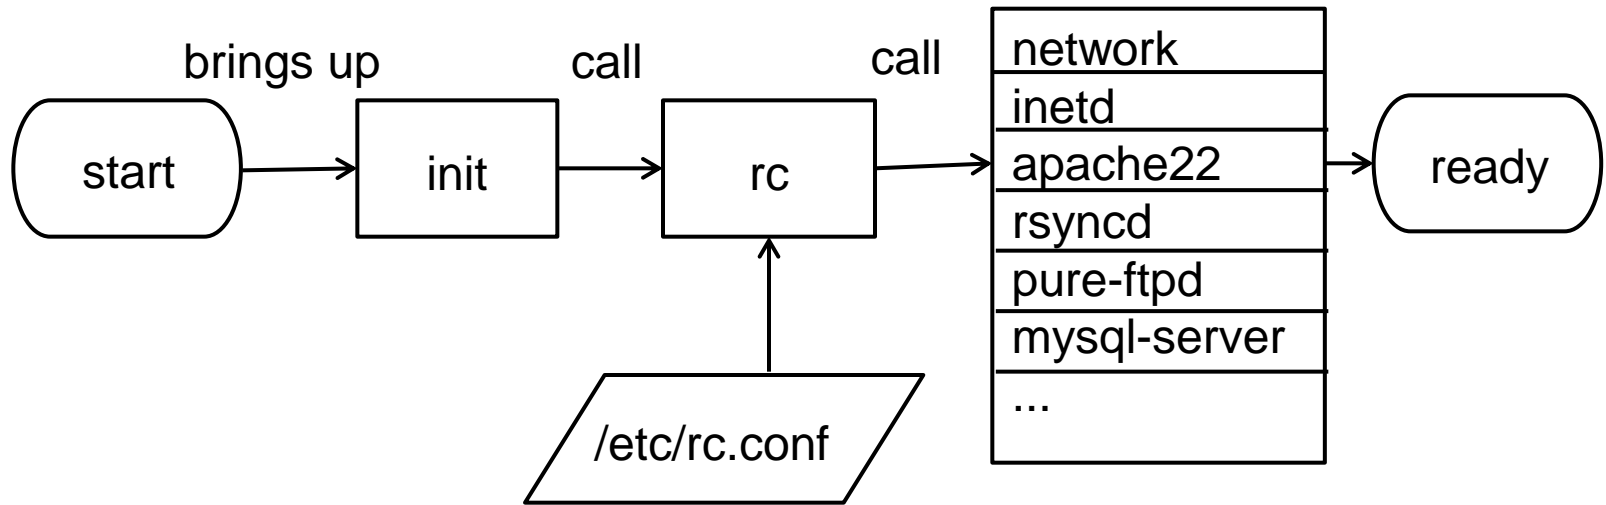 brings up
call
call
start
init
rc
network
inetd
apache22
rsyncd
pure-ftpd
mysql-server
...
ready
/etc/rc.conf